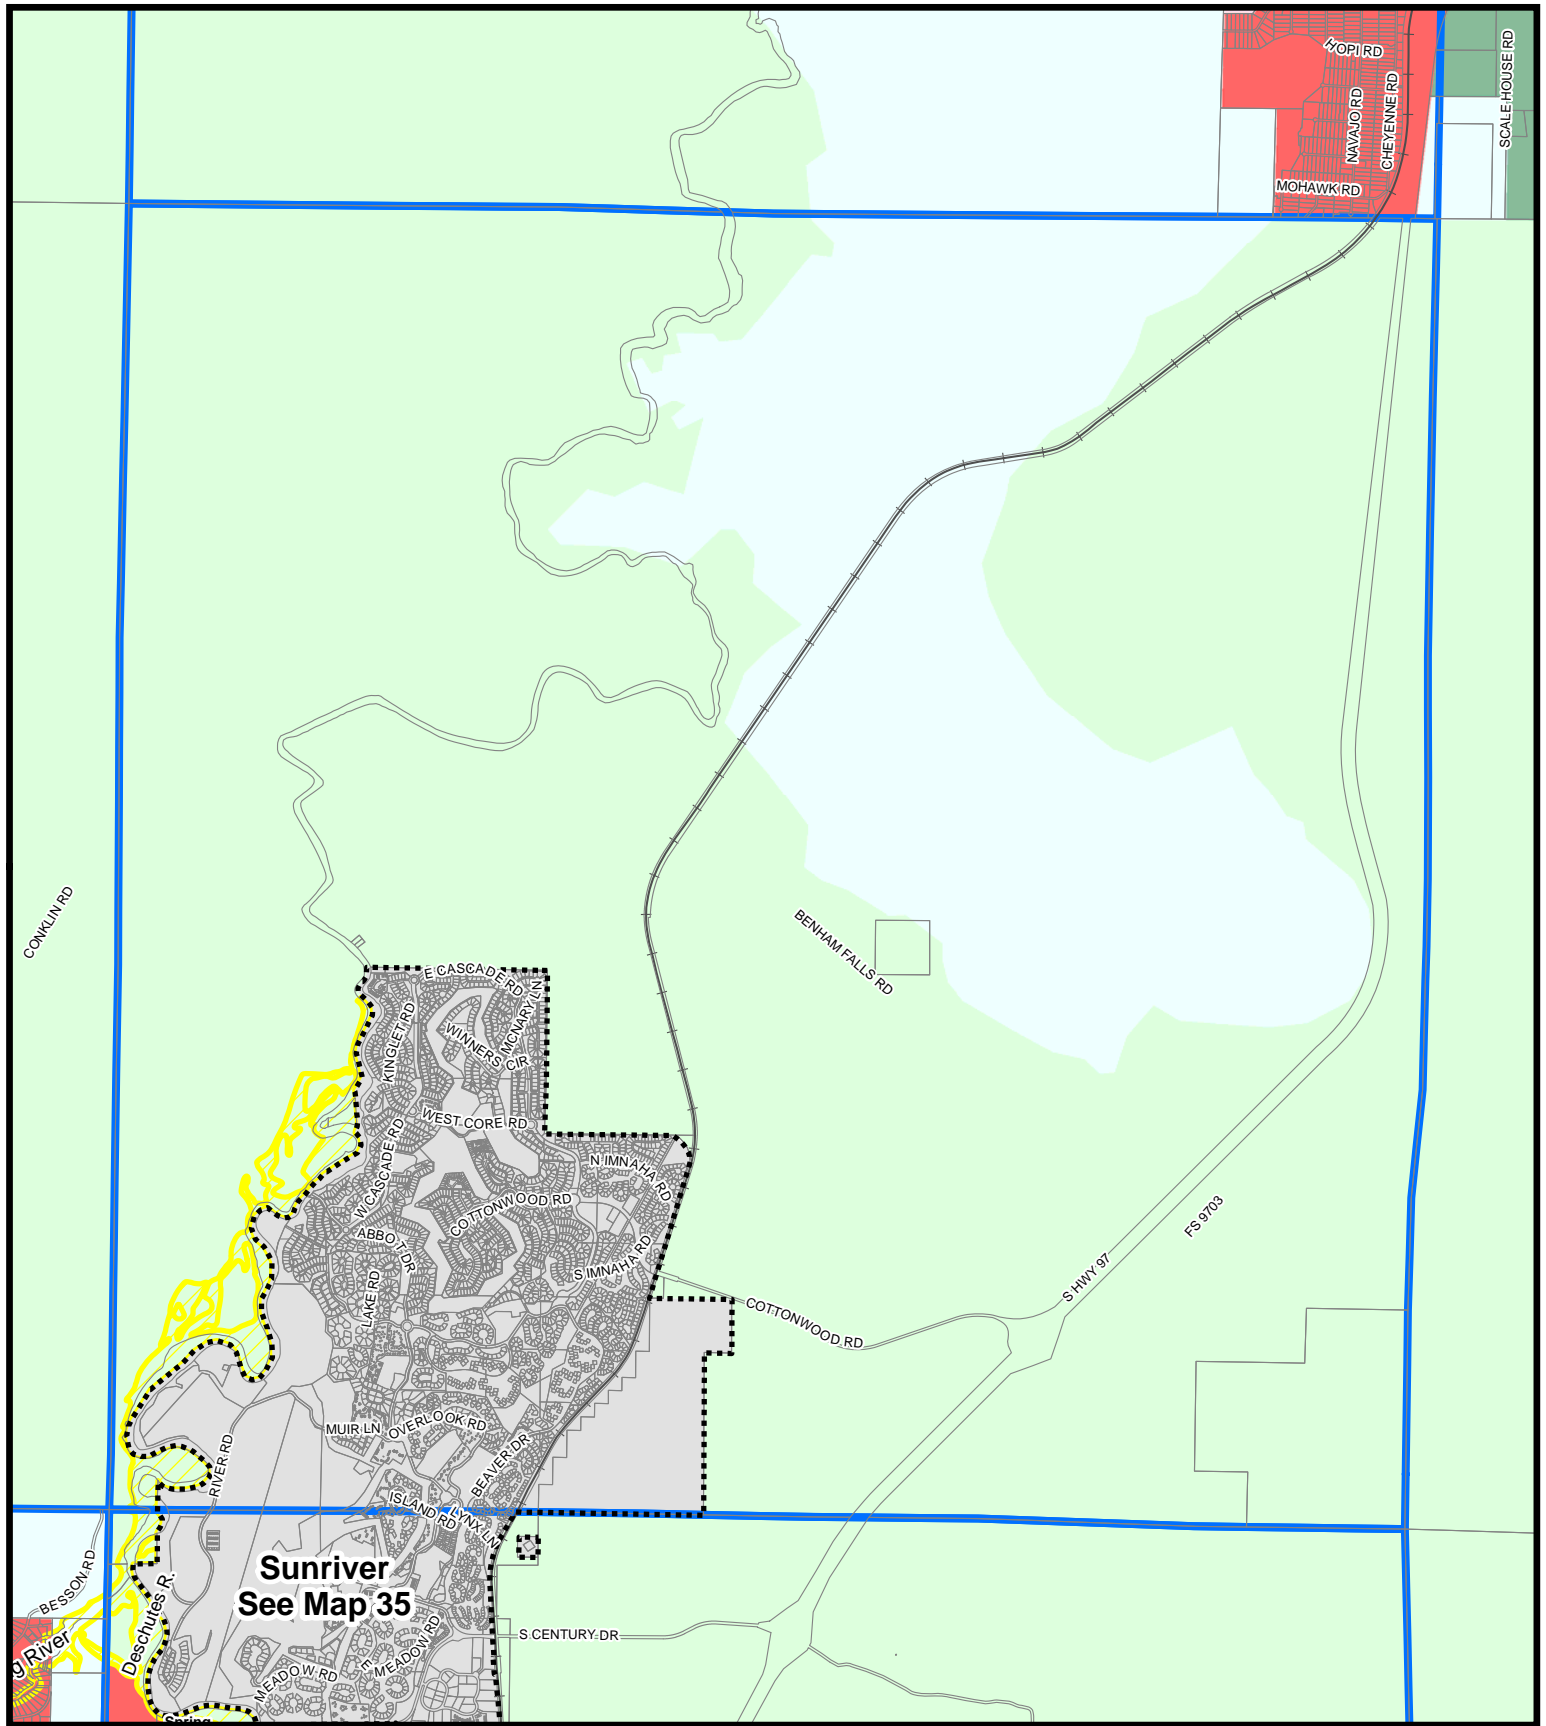 HOPI RD
SCALE HOUSE RD
NAVAJO RD
CHEYENNE RD
MOHAWK RD
CONKLIN RD
BENHAM FALLS RD
E CASCADE RD
MCNARY LN
KINGLET RD
WINNERS CIR
WEST CORE RD
W CASCADE RD
N IMNAHA RD
COTTONWOOD RD
ABBOT DR
S IMNAHA RD
LAKE RD
FS 9703
S HWY 97
COTTONWOOD RD
MUIR LN
OVERLOOK RD
RIVER RD
BEAVER DR
ISLAND RD
LYNX LN
BESSON RD
Sunriver
See Map 35
Deschutes R.
g River
S CENTURY DR
E MEADOW RD
MEADOW RD
Spring